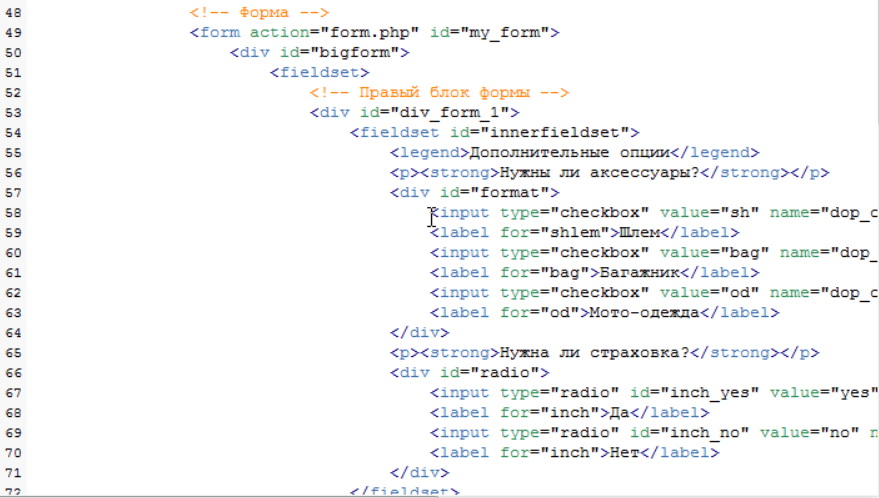 48 <!-- Форма -->
49 <form action="form.php" id="my_form">
50 <div id="bigform">
51 <fieldset>
52 <!-- Правый блок формы -->
53 <div id="div_form_1">
54 <fieldset id="innerfieldset">
55 <legend>Дополнительные опции</legend>
56 <p><strong>Нужны ли аксессуары?</strong></p>
57 <div id="format">
58 <input type="checkbox" value="sh" name="dop_c
59 <label for="shlem">Шлем</label>
60 <input type="checkbox" value="bag" name="dop_
61 <label for="bag">Багажник</label>
62 <input type="checkbox" value="od" name="dop_c
63 <label for="od">Мото-одежда</label>
64 </div>
65 <p><strong>Нужна ли страховка?</strong></p>
66 <div id="radio">
67 <input type="radio" id="inch_yes" value="yes"
68 <label for="inch">Да</label>
69 <input type="radio" id="inch_no" value="no" n
70 <label for="inch">Нет</label>
71 </div>
72 </fieldset>